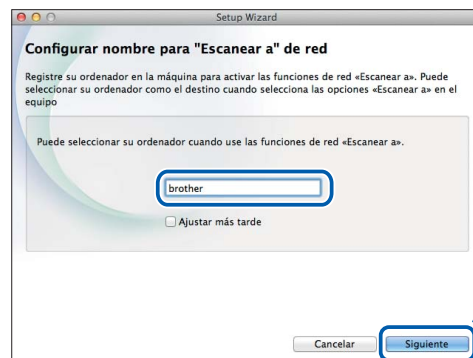 Setup Wizard
Configurar nombre para "Escanear a" de red
Registre su ordenador en la máquina para activar las funciones de red «Escanear a». Puede
seleccionar su ordenador como el destino cuando selecciona las opciones «Escanear a» en el
equipo
Puede seleccionar su ordenador cuando use las funciones de red «Escanear a».
brother
Ajustar más tarde
Cancelar
Siguiente